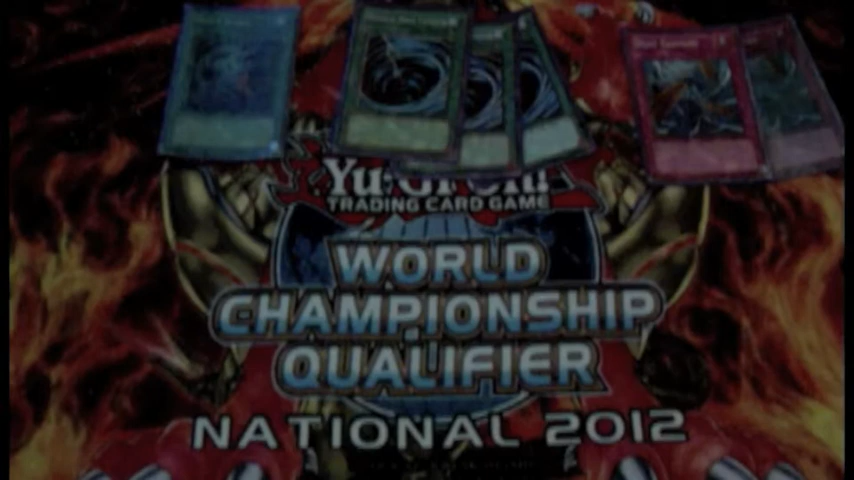 Yu-Gi-Oh!
TRADING CARD GAME
WORLD
CHAMPIONSHIP
QUALIFIER
NATIONAL 2012